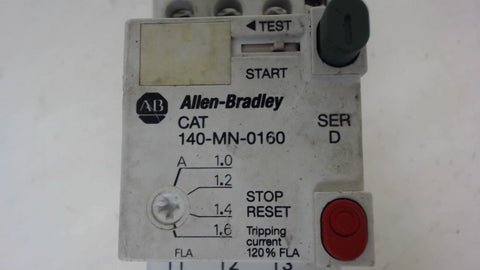 ◄ TEST
START
AB Allen-Bradley
CAT SER
140-MN-0160 D
A 1.0
1.2
1.4
1.6
STOP
RESET
Tripping
current
120% FLA
FLA